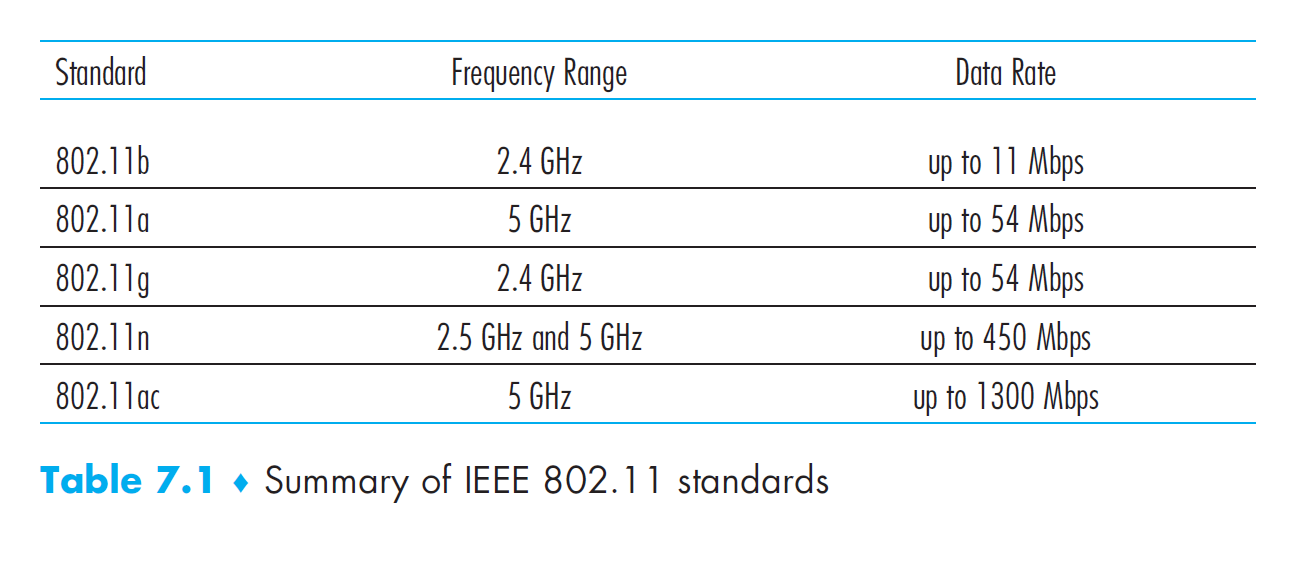 Standard Frequency Range Data Rate
802.11b 2.4 GHz up to 11 Mbps
802.11a 5 GHz up to 54 Mbps
802.11g 2.4 GHz up to 54 Mbps
802.11n 2.5 GHz and 5 GHz up to 450 Mbps
802.11ac 5 GHz up to 1300 Mbps
Table 7.1 ♦ Summary of IEEE 802.11 standards